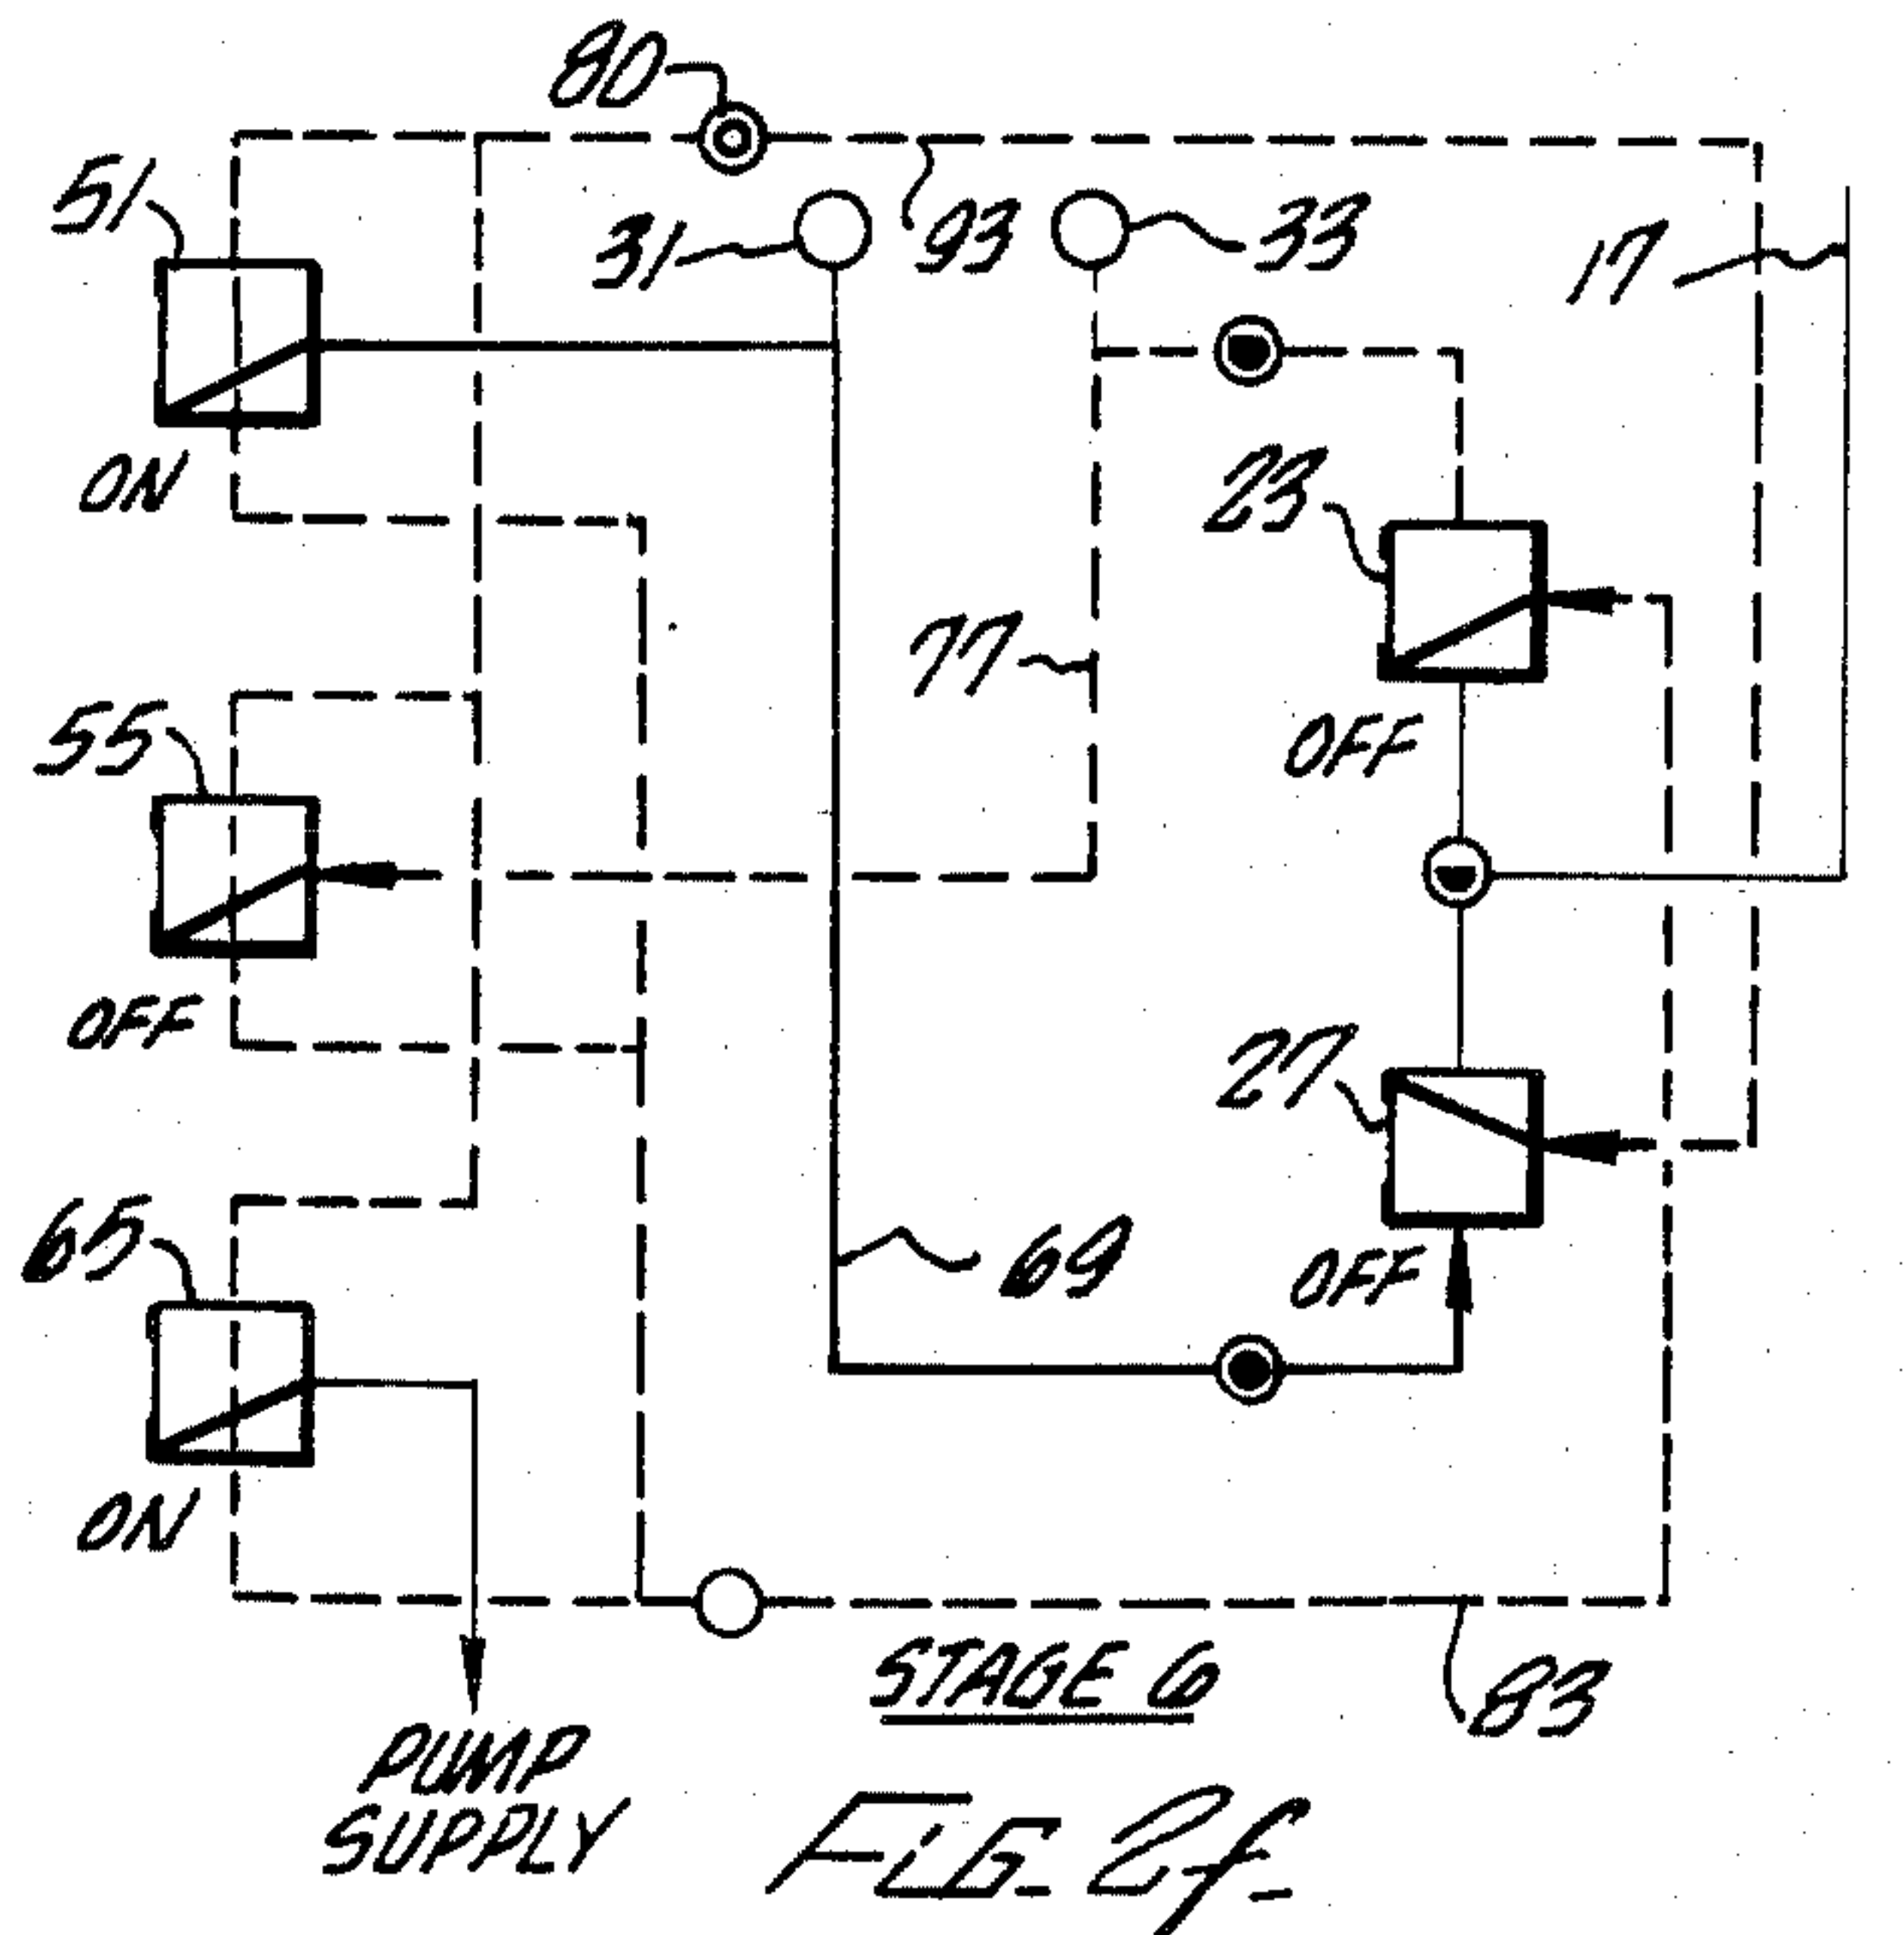 80
51
31
93
33
17
ON
23
77
OFF
55
OFF
27
65
69
OFF
ON
STAGE 6
83
PUMP
SUPPLY
FIG. 2f.